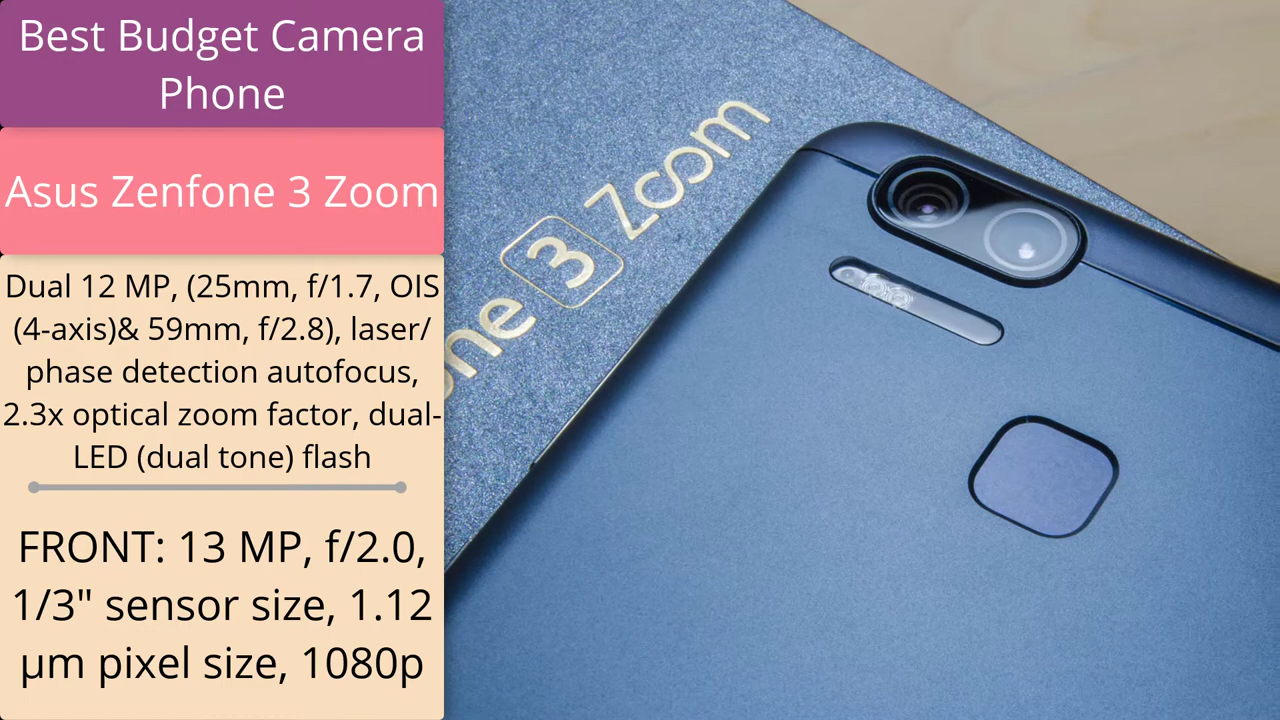 Best Budget Camera
Phone
Asus Zenfone 3 Zoom
Dual 12 MP, (25mm, f/1.7, OIS
(4-axis)& 59mm, f/2.8), laser/
phase detection autofocus,
2.3x optical zoom factor, dual-
LED (dual tone) flash
FRONT: 13 MP, f/2.0,
1/3" sensor size, 1.12
µm pixel size, 1080p
one 3 Zoom